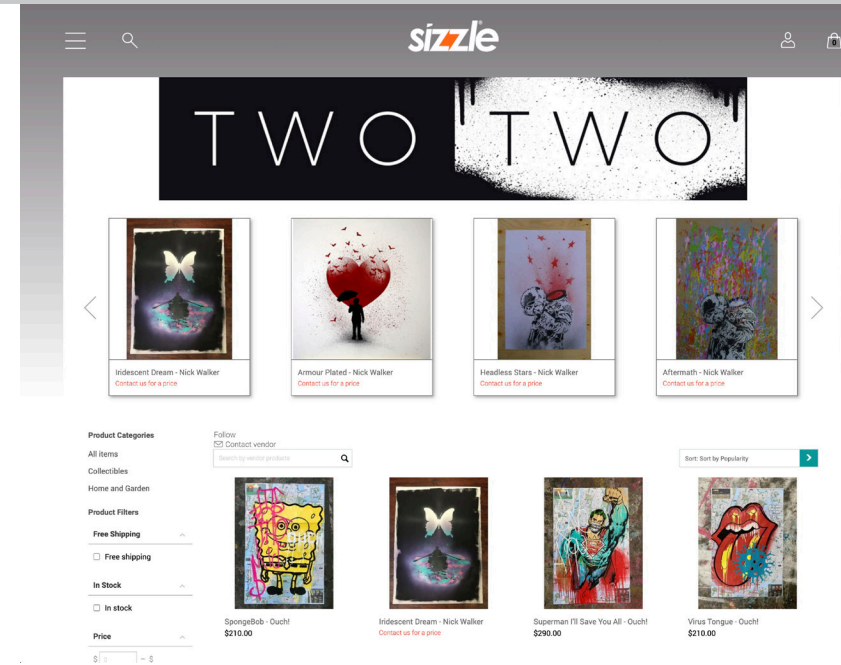 sizzle
0
TWO TWO
Iridescent Dream - Nick Walker
Contact us for a price
Armour Plated - Nick Walker
Contact us for a price
Headless Stars - Nick Walker
Contact us for a price
Aftermath - Nick Walker
Contact us for a price
Product Categories
All items
Collectibles
Home and Garden
Product Filters
Free Shipping
Free shipping
In Stock
In stock
Price
$ – $
Follow
Contact vendor
Search by vendor products
Sort: Sort by Popularity
SpongeBob - Ouch!
$210.00
Iridescent Dream - Nick Walker
Contact us for a price
Superman I'll Save You All - Ouch!
$290.00
Virus Tongue - Ouch!
$210.00